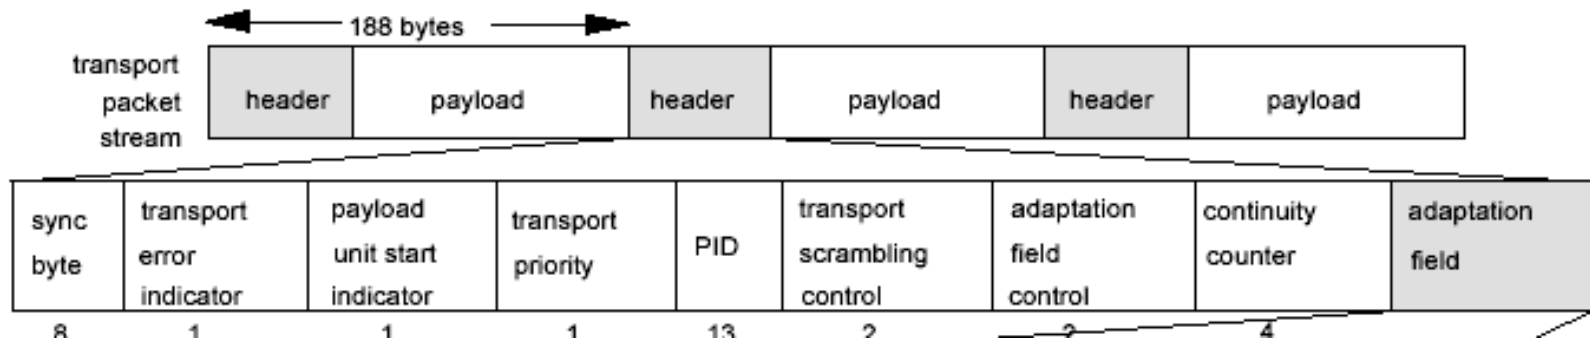 188 bytes
transport
packet
stream
header payload header payload header payload
sync
byte
transport
error
indicator
payload
unit start
indicator
transport
priority
PID
transport
scrambling
control
adaptation
field
control
continuity
counter
adaptation
field
8 1 1 1 13 2 2 4